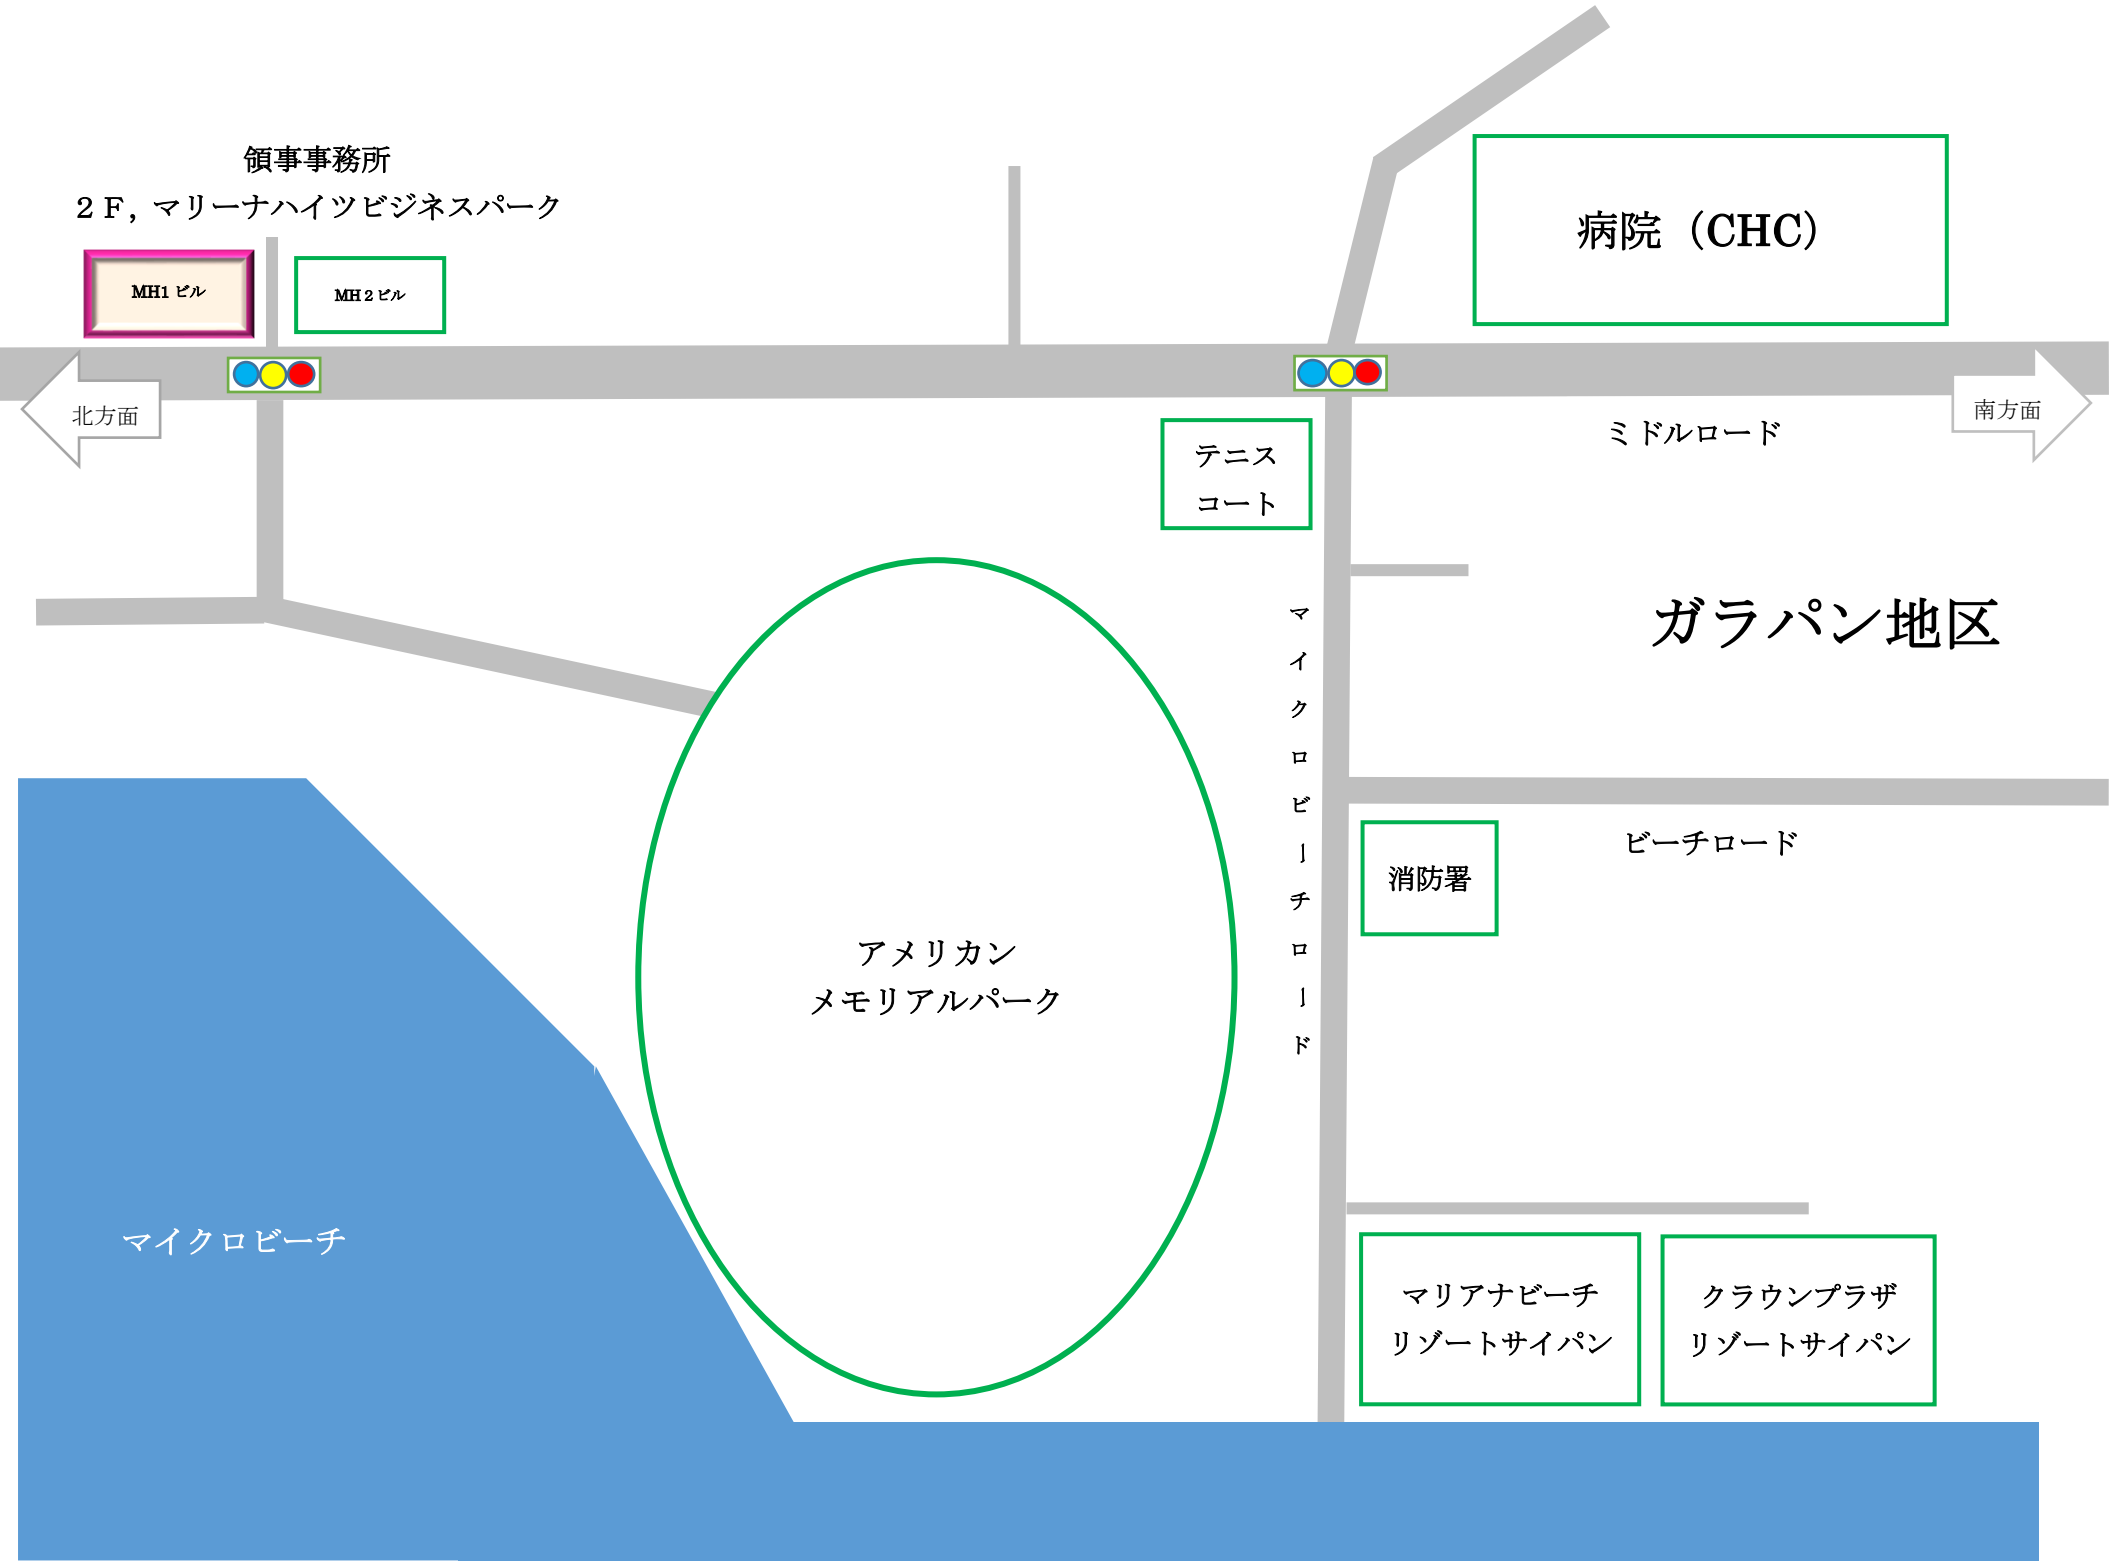 領事事務所
２Ｆ，マリーナハイツビジネスパーク
MH1 ビル
MH２ビル
病院（CHC）
北方面
南方面
ミドルロード
テニス
コート
ガラパン地区
マイクロビーチロード
ビーチロード
消防署
アメリカン
メモリアルパーク
マイクロビーチ
マリアナビーチ
リゾートサイパン
クラウンプラザ
リゾートサイパン